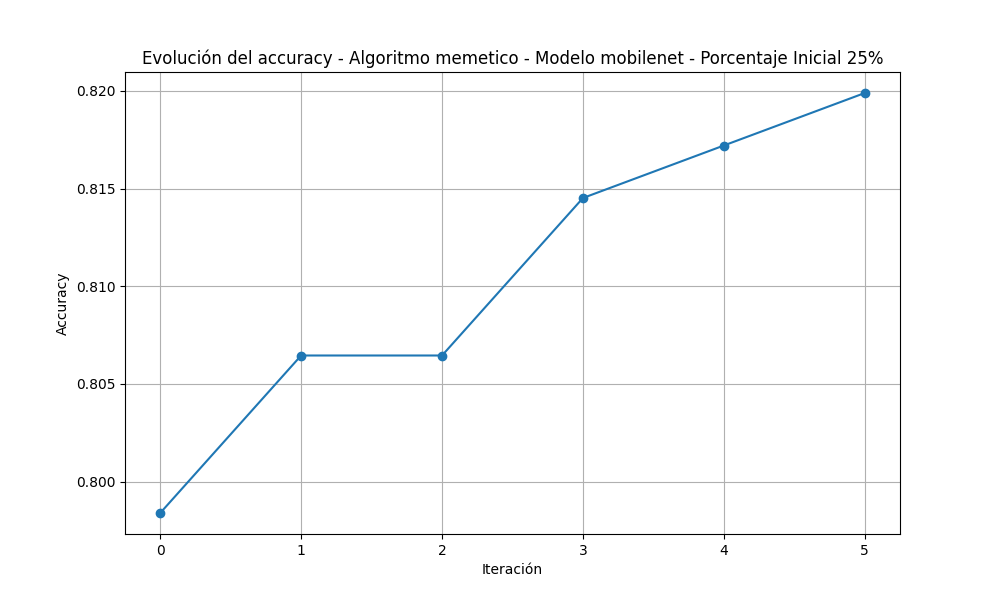 Evolución del accuracy - Algoritmo memetico - Modelo mobilenet - Porcentaje Inicial 25%
0.820
0.815
0.810
0.805
0.800
Accuracy
0 1 2 3 4 5
Iteración